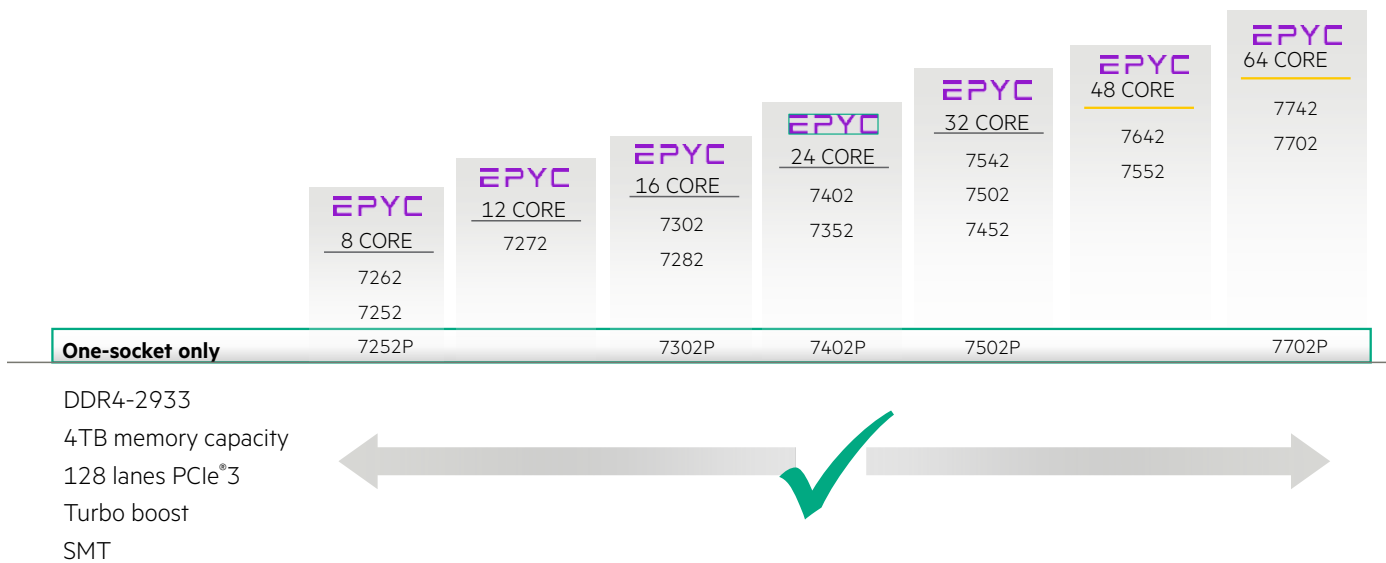 EPYC
8 CORE
7262
7252
EPYC
12 CORE
7272
EPYC
16 CORE
7302
7282
EPYC
24 CORE
7402
7352
EPYC
32 CORE
7542
7502
7452
EPYC
48 CORE
7642
7552
EPYC
64 CORE
7742
7702
One-socket only 7252P 7302P 7402P 7502P 7702P
DDR4-2933
4TB memory capacity
128 lanes PCIe®3
Turbo boost
SMT